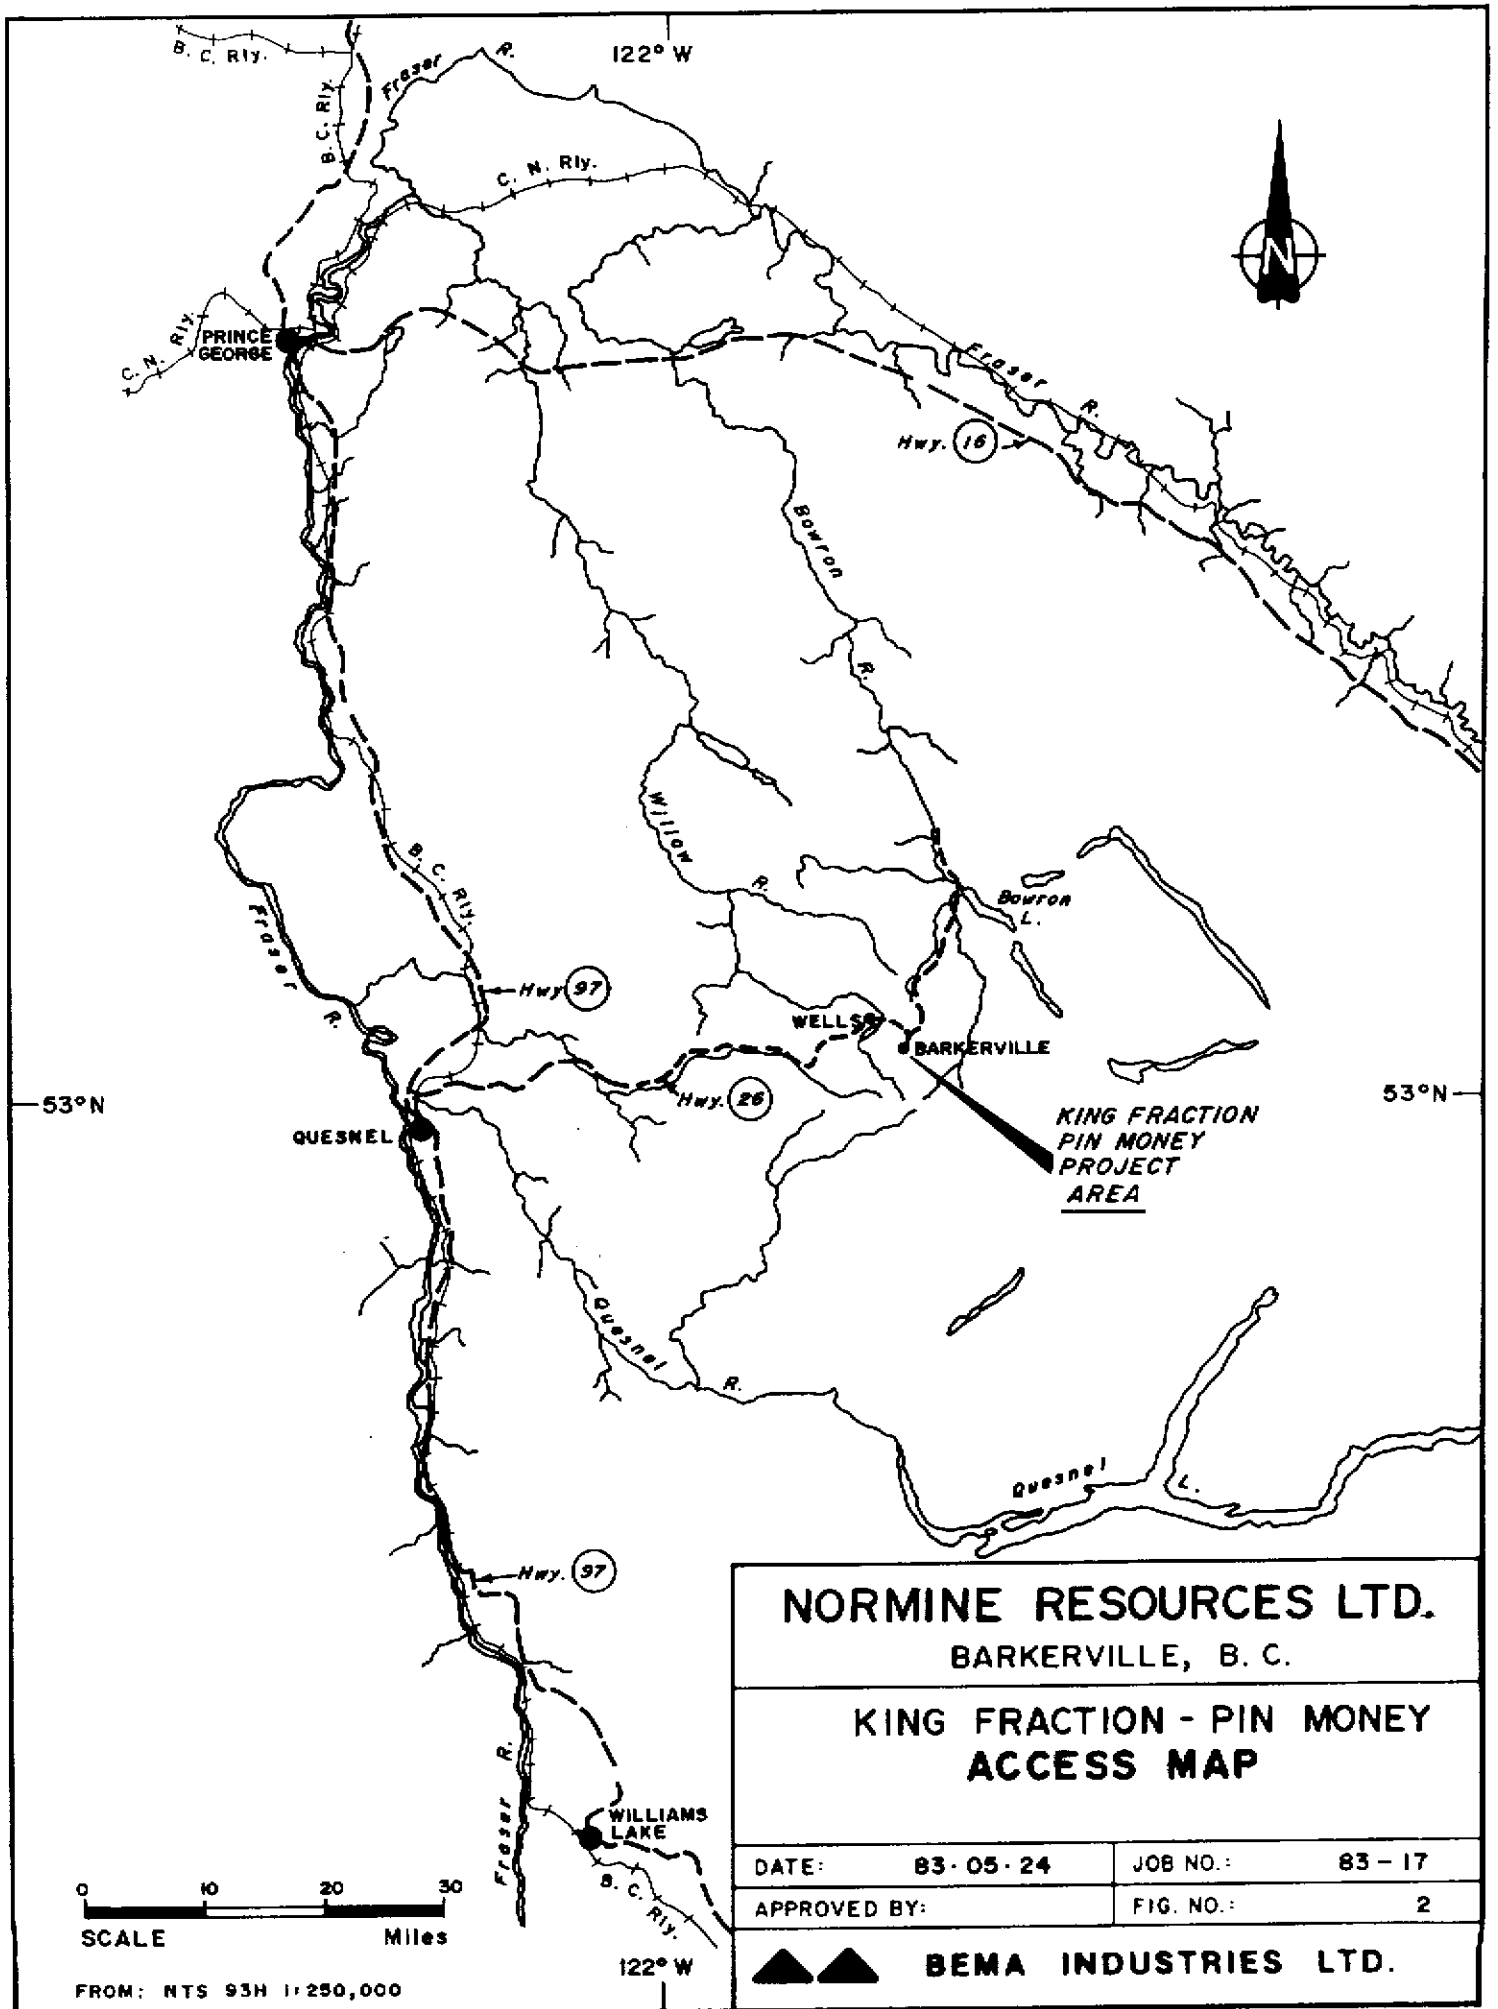 B. C. Rly.
122° W
Fraser R.
B. C. Rly.
C. N. Rly.
N
PRINCE
GEORGE
C. N. Rly.
Fraser R.
Hwy. 16
Bowron R.
Willow R.
B. C. Rly.
Bowron
L.
Fraser R.
Hwy 97
WELLS
BARKERVILLE
53°N
Hwy. 26
53°N
QUESNEL
KING FRACTION
PIN MONEY
PROJECT
AREA
Quesnel R.
Quesnel L.
Hwy. 97
Fraser R.
WILLIAMS
LAKE
B. C. Rly.
0 10 20 30
SCALE Miles
FROM: NTS 93H 1:250,000
122° W
NORMINE RESOURCES LTD.
BARKERVILLE, B. C.
KING FRACTION - PIN MONEY
ACCESS MAP
DATE: 83·05·24
JOB NO.: 83-17
APPROVED BY:
FIG. NO.: 2
BEMA INDUSTRIES LTD.